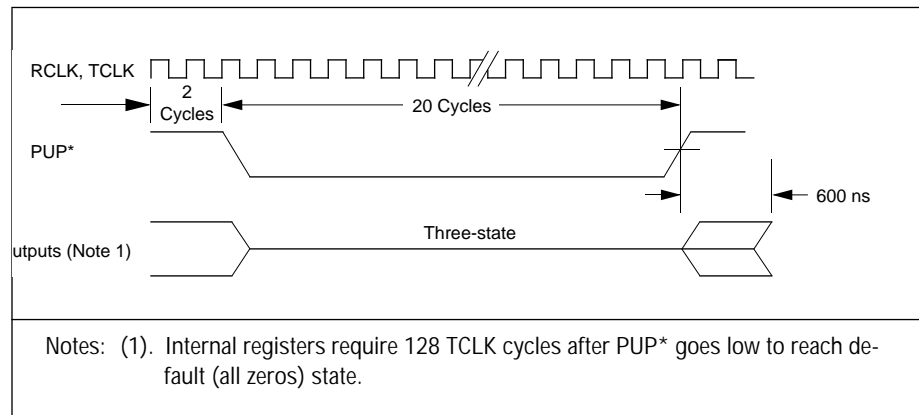 RCLK, TCLK
2
Cycles
20 Cycles
PUP*
600 ns
Three-state
utputs (Note 1)
Notes: (1). Internal registers require 128 TCLK cycles after PUP* goes low to reach de-
fault (all zeros) state.